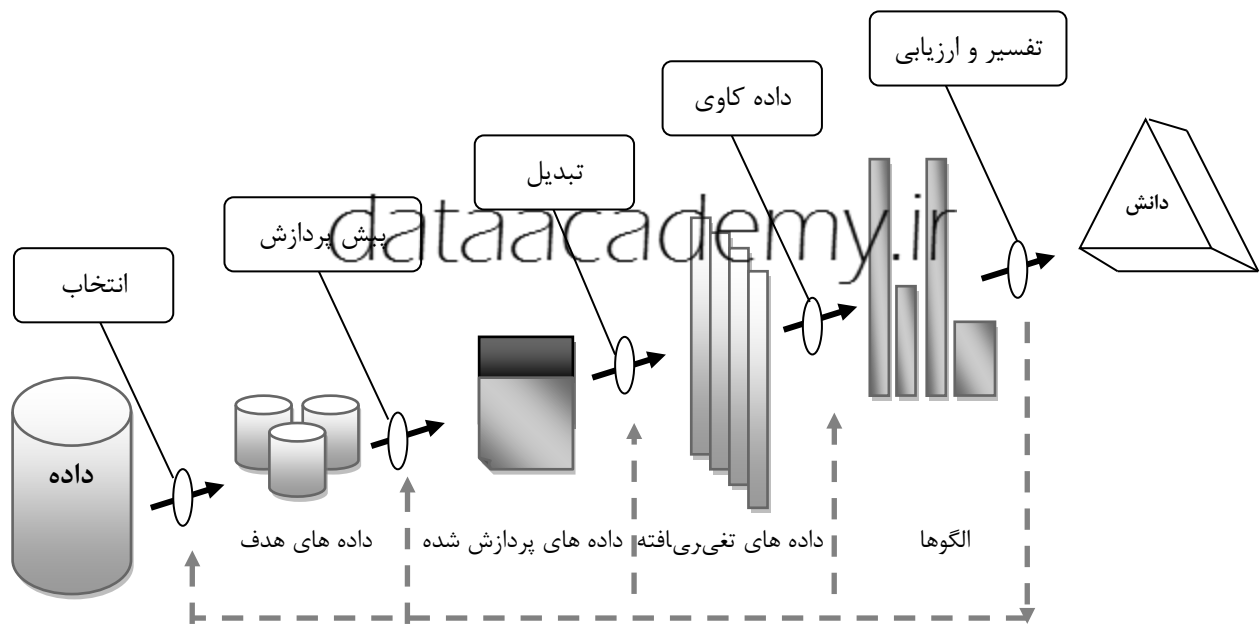 تفسیر و ارزیابی
داده کاوی
تبدیل
پیش پردازش
انتخاب
dataacademy.ir
دانش
داده
داده های هدف
داده های پردازش شده
داده های تغییریافته
الگوها